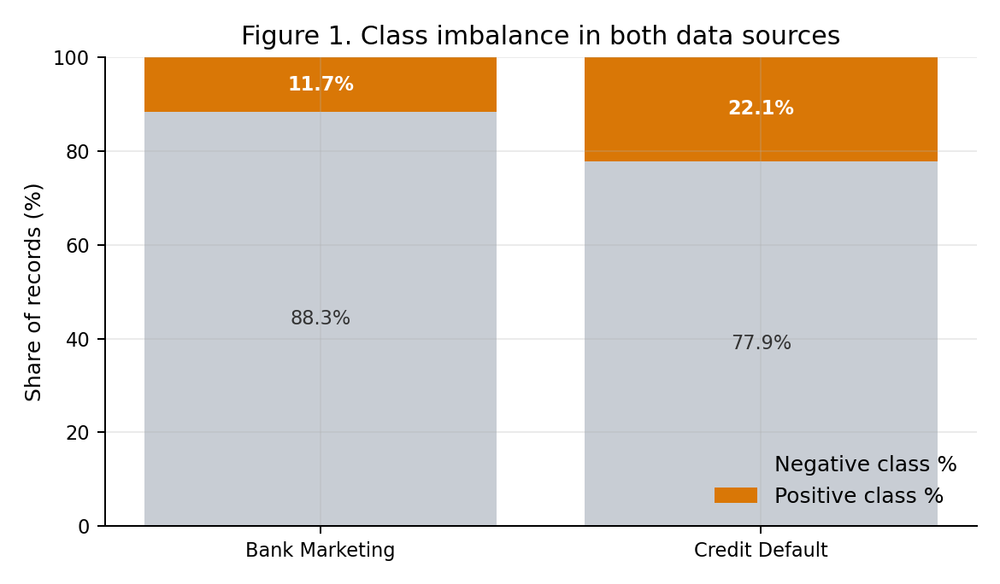 Figure 1. Class imbalance in both data sources
100
80
60
40
20
0
Share of records (%)
11.7%
88.3%
22.1%
77.9%
Negative class %
Positive class %
Bank Marketing
Credit Default